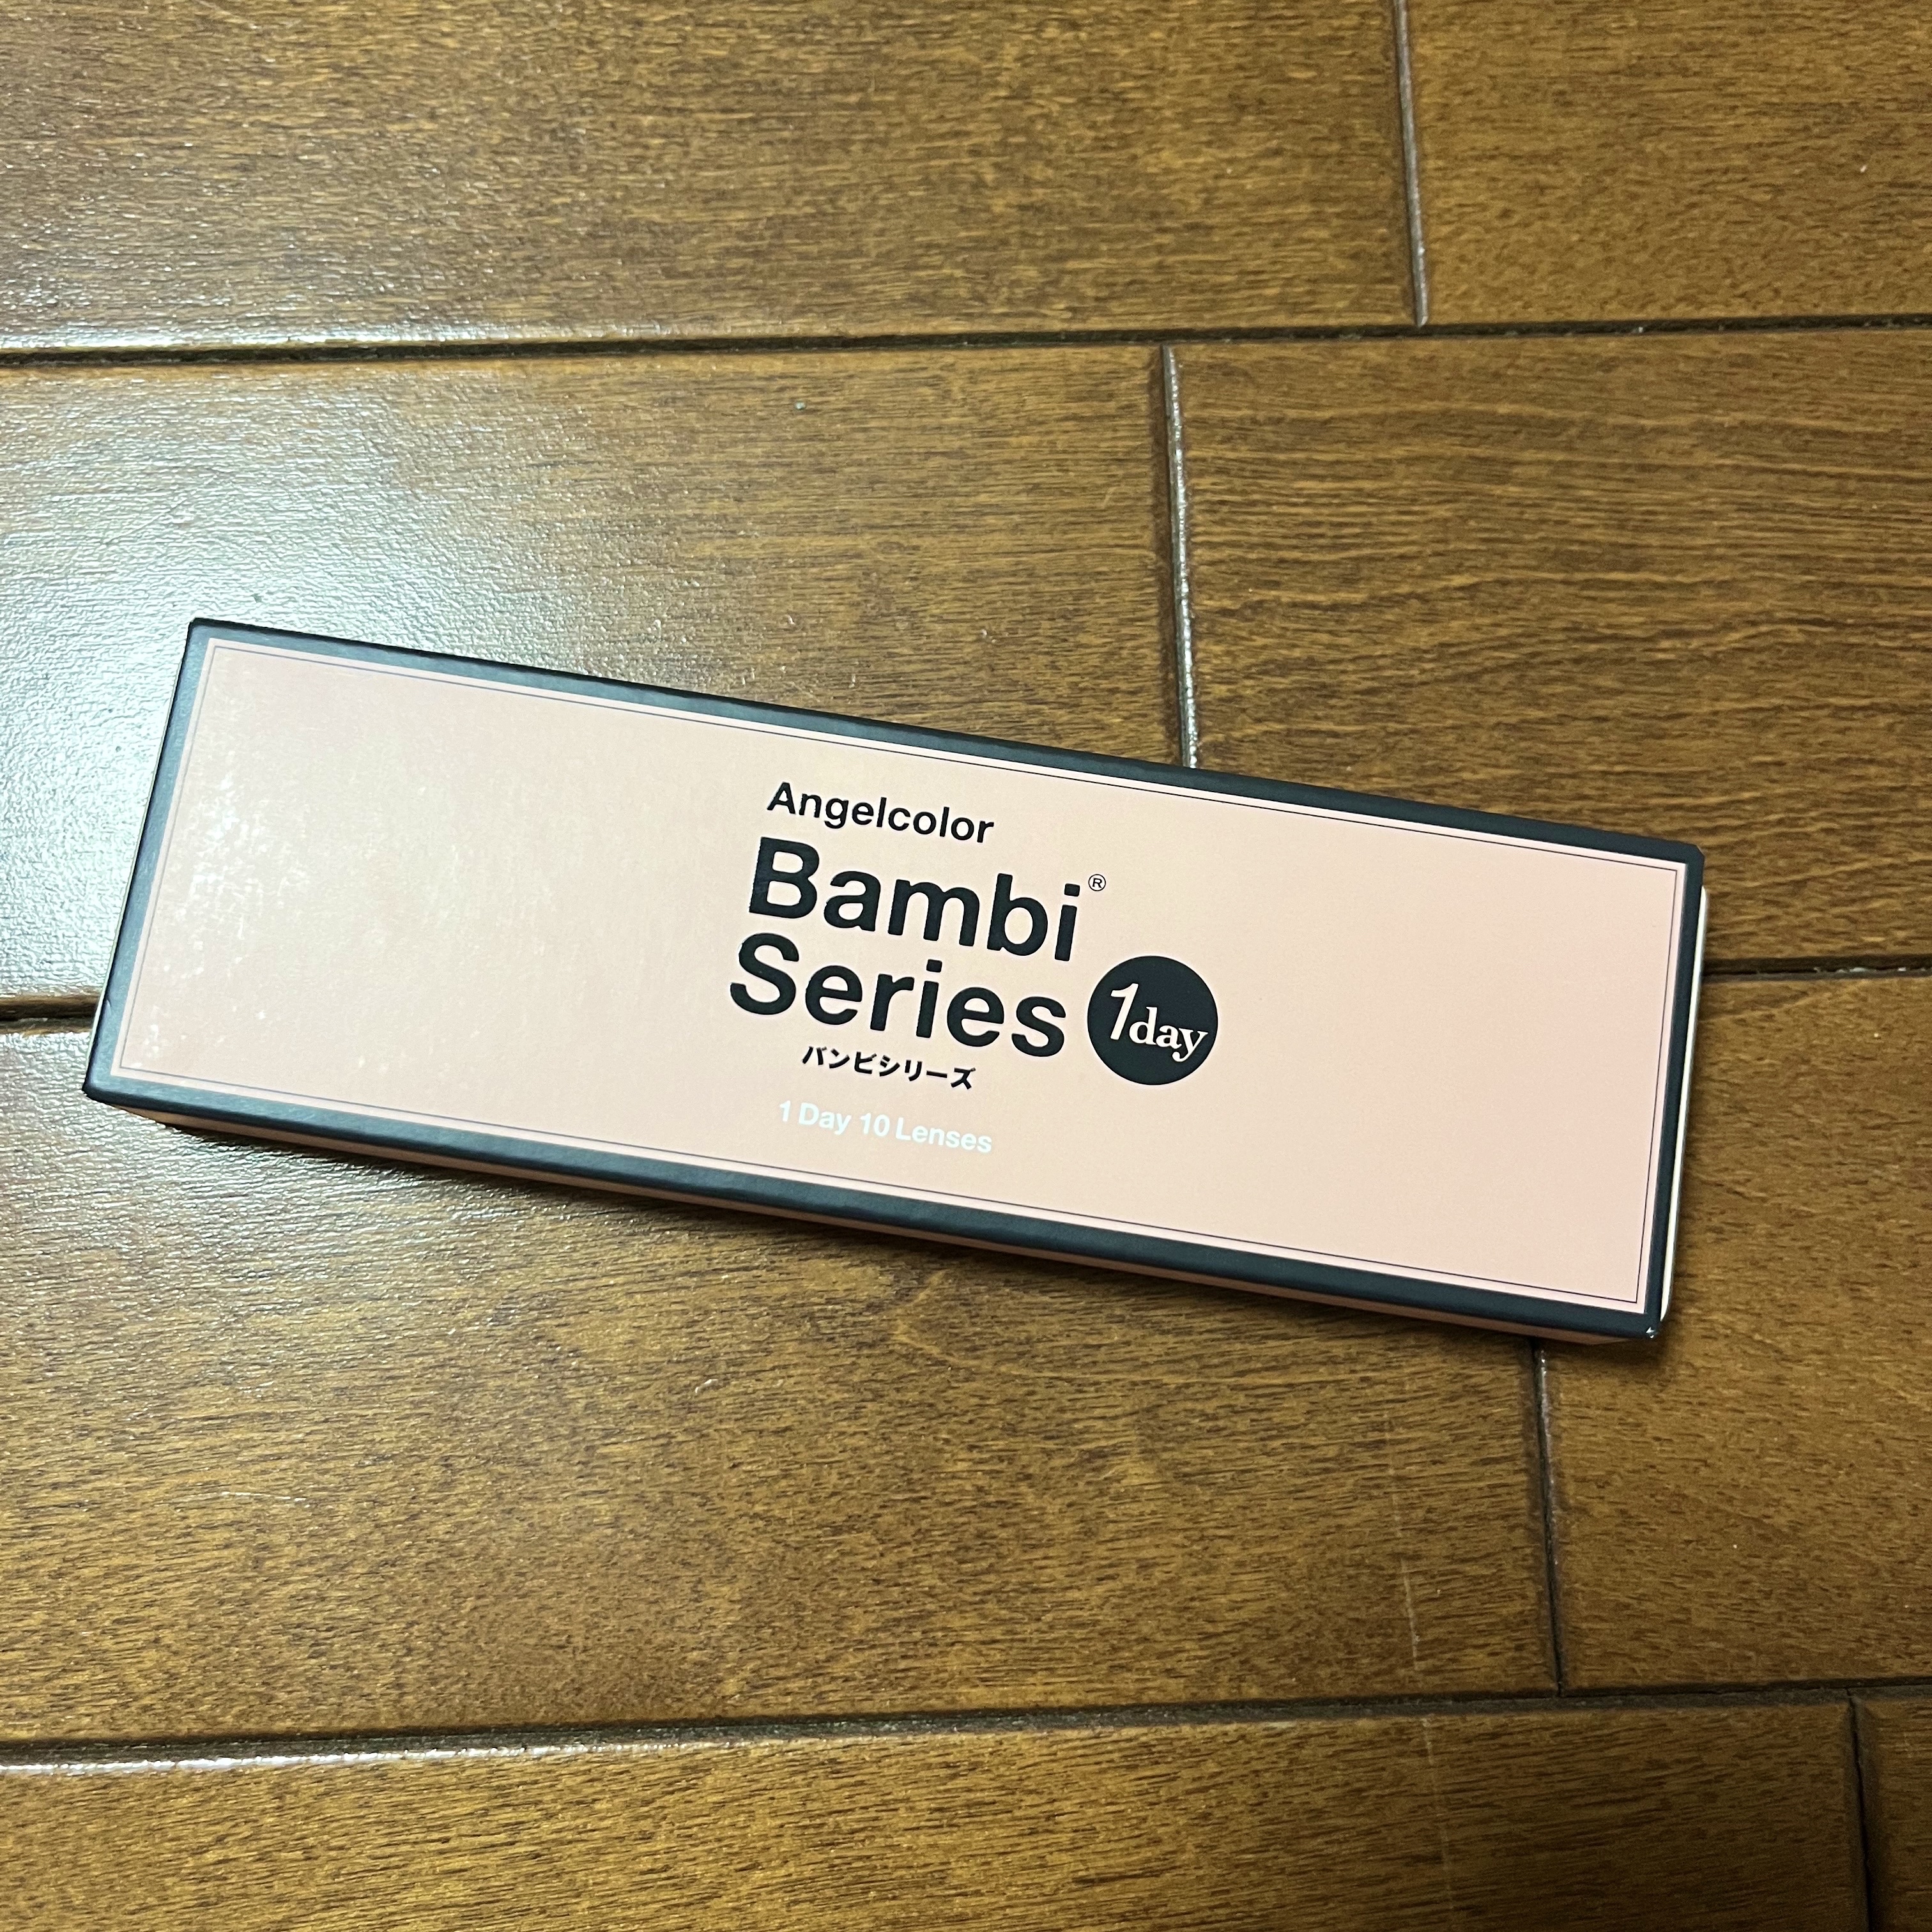 Angelcolor
Bambi®
Series 1day
バンビシリーズ
1 Day 10 Lenses